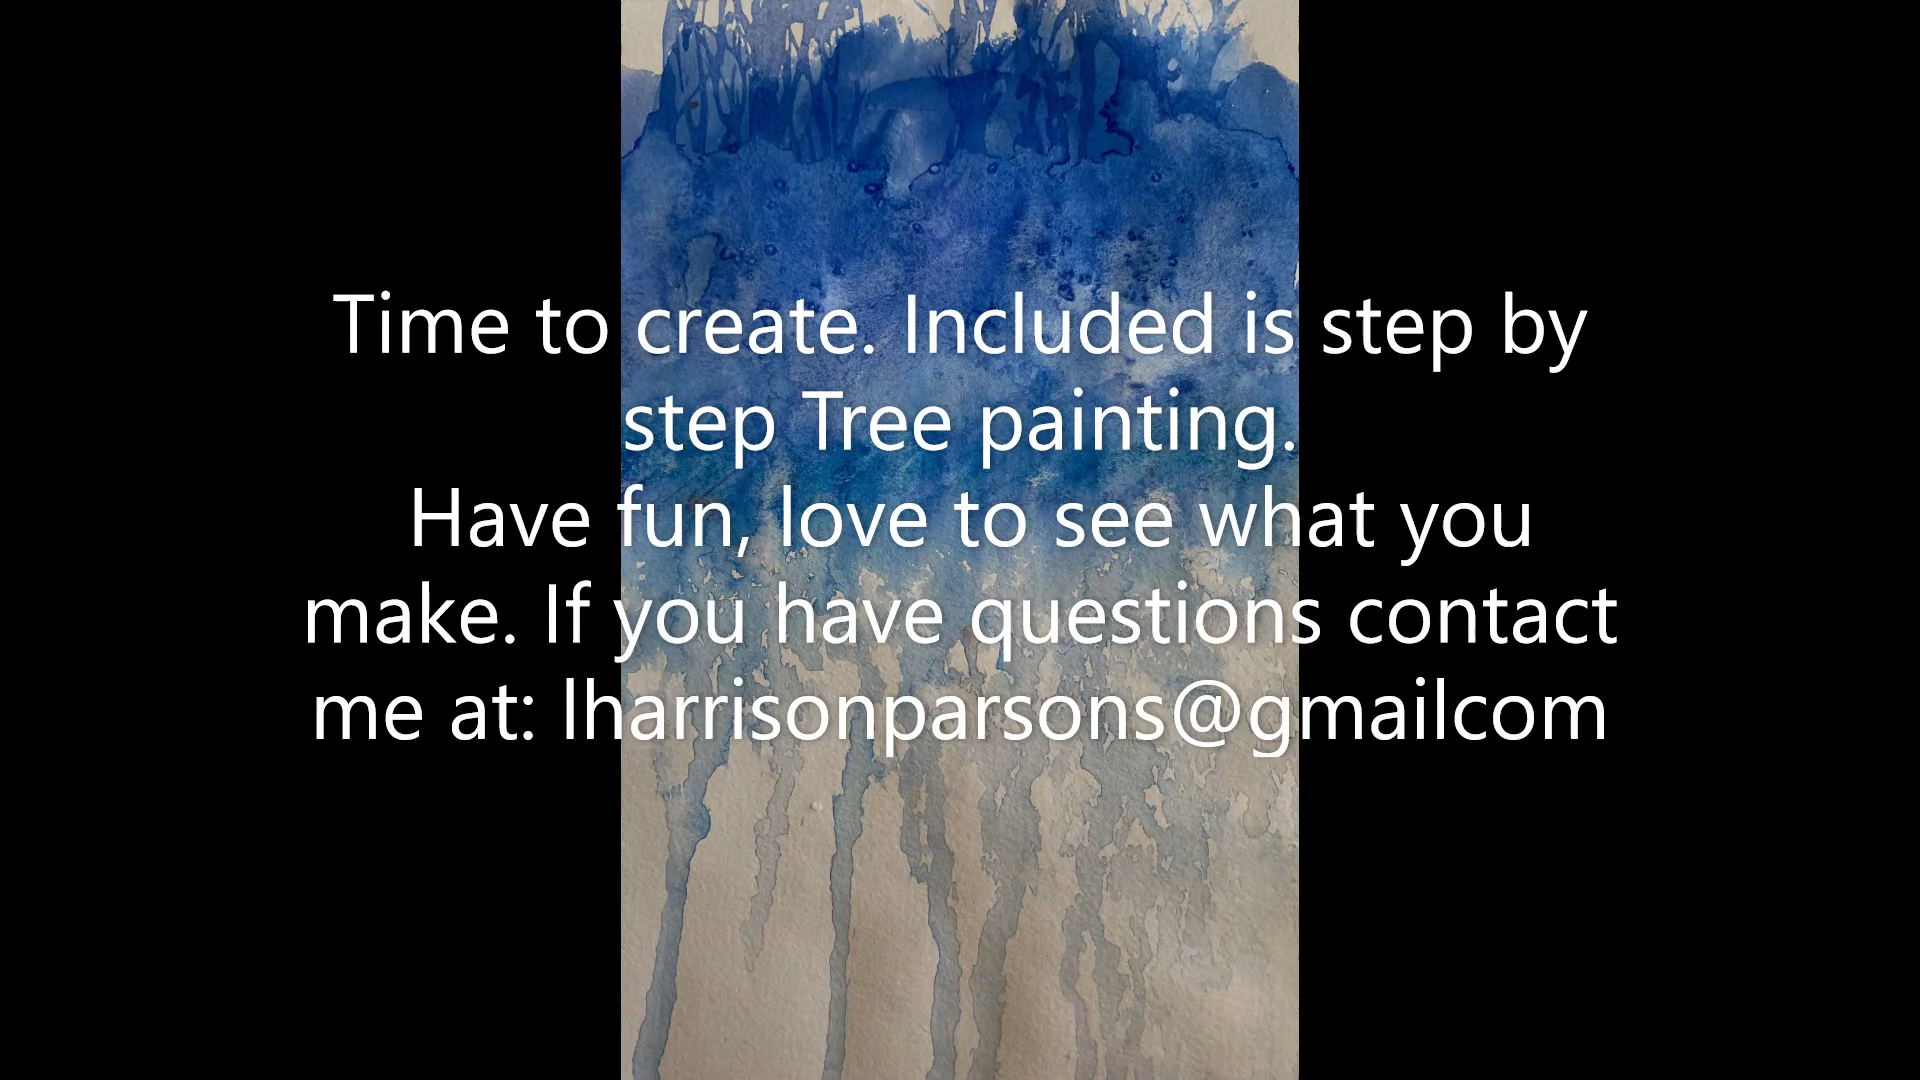 Time to create. Included is step by
step Tree painting.
Have fun, love to see what you
make. If you have questions contact
me at: lharrisonparsons@gmailcom